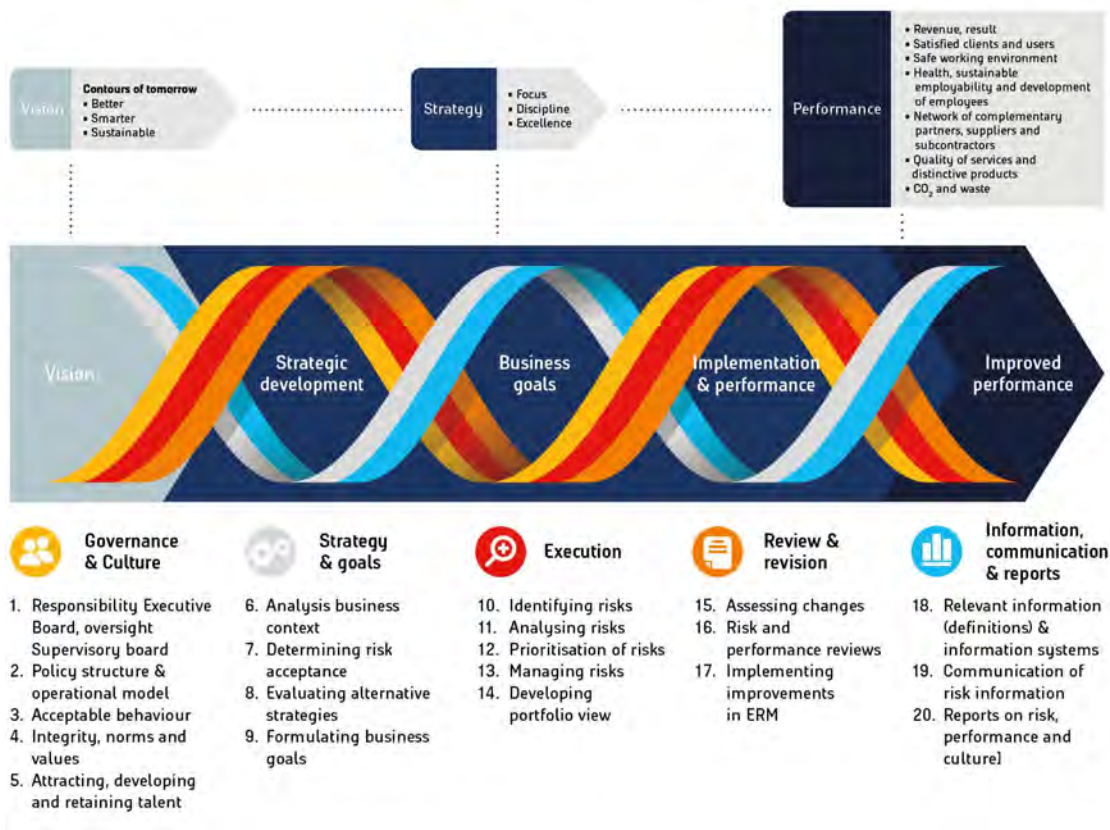 Vision
Contours of tomorrow
• Better
• Smarter
• Sustainable
Strategy
• Focus
• Discipline
• Excellence
Performance
• Revenue, result
• Satisfied clients and users
• Safe working environment
• Health, sustainable
employability and development
of employees
• Network of complementary
partners, suppliers and
subcontractors
• Quality of services and
distinctive products
• CO₂ and waste
Vision
Strategic
development
Business
goals
Implementation
& performance
Improved
performance
Governance
& Culture
1. Responsibility Executive
Board, oversight
Supervisory board
2. Policy structure &
operational model
3. Acceptable behaviour
4. Integrity, norms and
values
5. Attracting, developing
and retaining talent
Strategy
& goals
6. Analysis business
context
7. Determining risk
acceptance
8. Evaluating alternative
strategies
9. Formulating business
goals
Execution
10. Identifying risks
11. Analysing risks
12. Prioritisation of risks
13. Managing risks
14. Developing
portfolio view
Review &
revision
15. Assessing changes
16. Risk and
performance reviews
17. Implementing
improvements
in ERM
Information,
communication
& reports
18. Relevant information
(definitions) &
information systems
19. Communication of
risk information
20. Reports on risk,
performance and
culture]